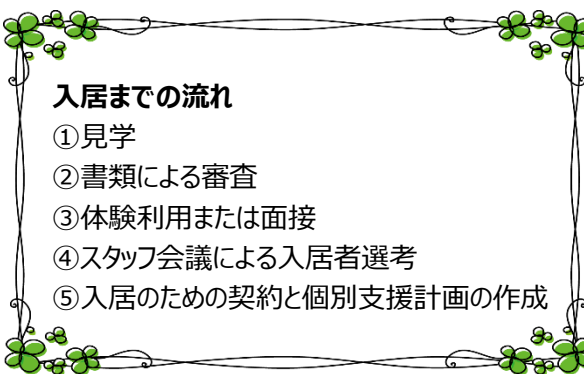 入居までの流れ
①見学
②書類による審査
③体験利用または面接
④スタッフ会議による入居者選考
⑤入居のための契約と個別支援計画の作成